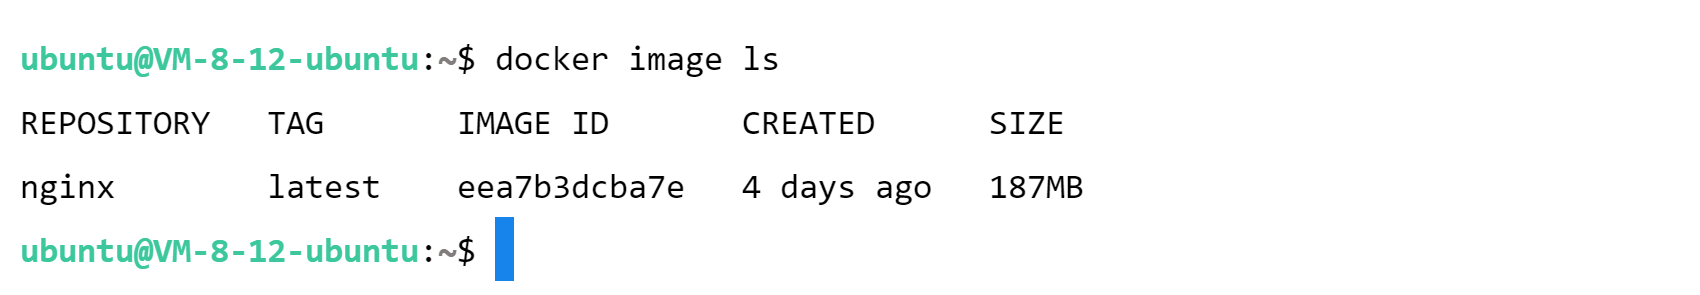 ubuntu@VM-8-12-ubuntu:~$ docker image ls
REPOSITORY   TAG       IMAGE ID       CREATED      SIZE
nginx        latest    eea7b3dcba7e   4 days ago   187MB
ubuntu@VM-8-12-ubuntu:~$